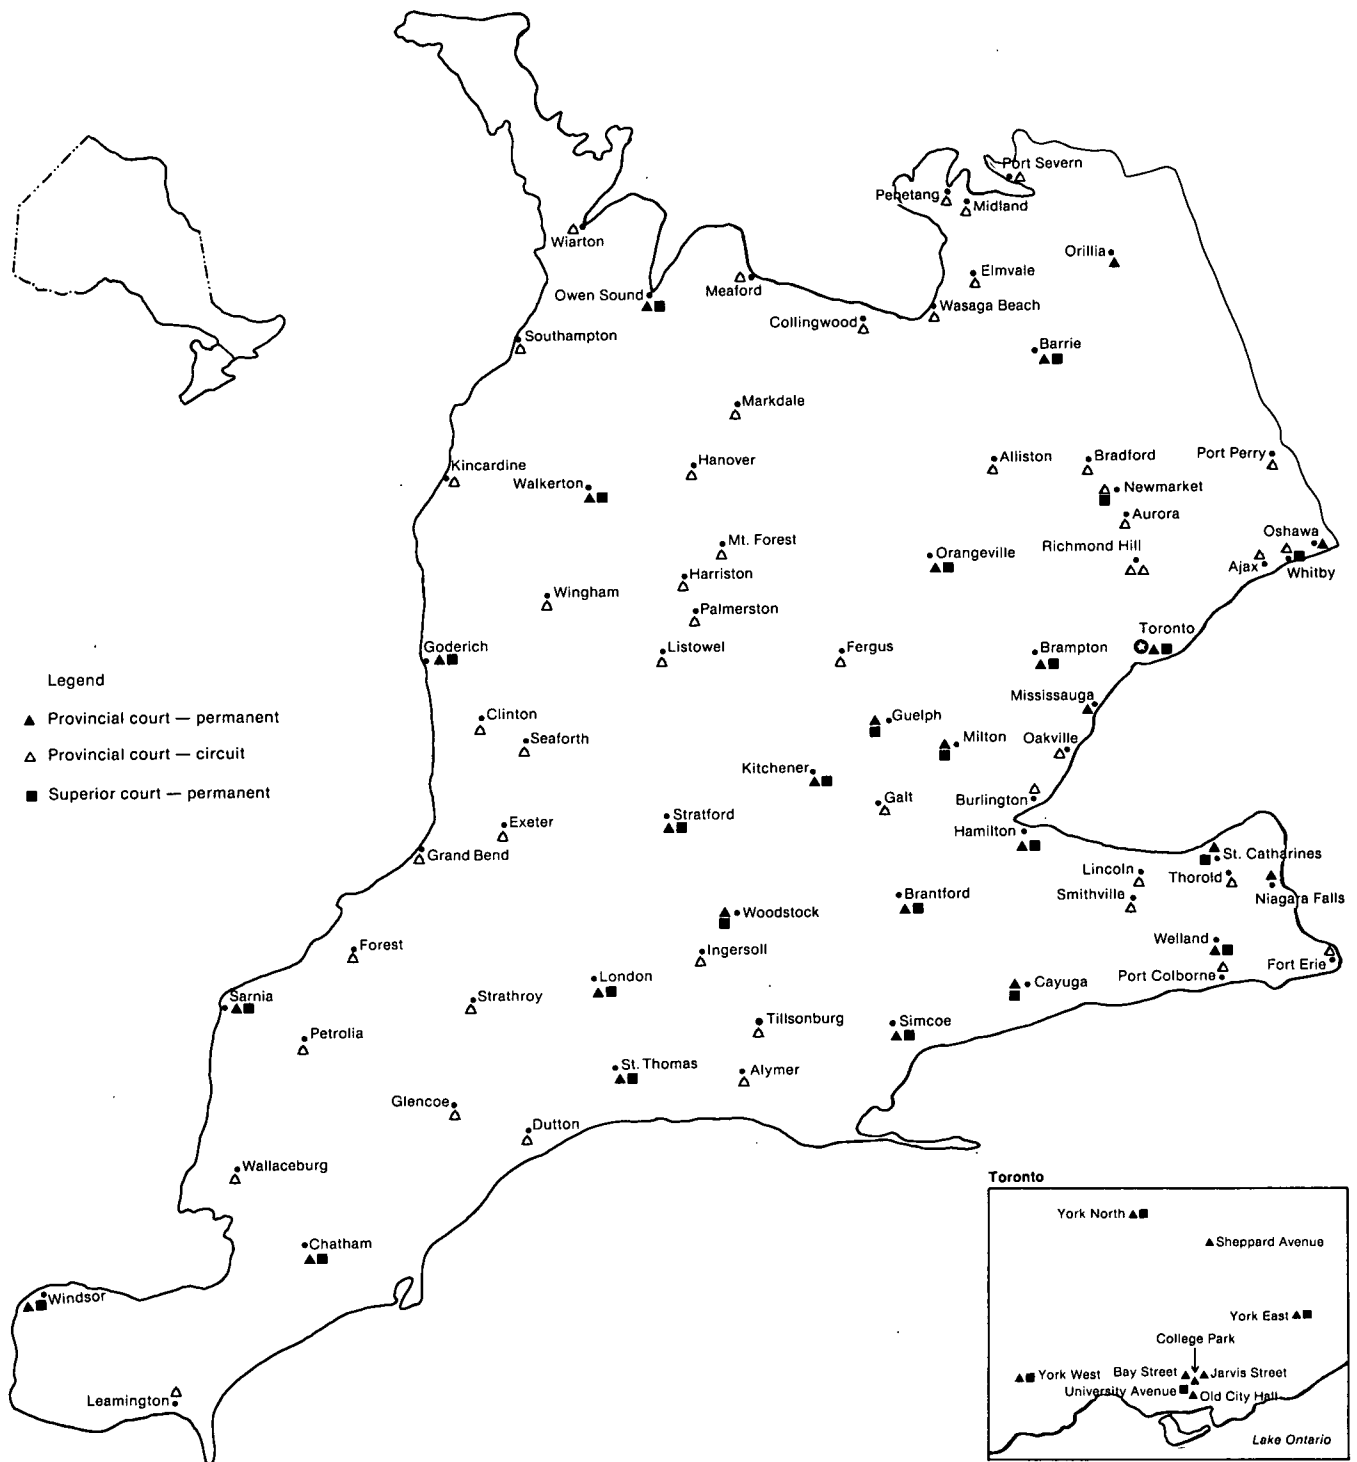 Port Severn
Penetang
Midland
Wiarton
Orillia
Elmvale
Meaford
Owen Sound
Wasaga Beach
Collingwood
Southampton
Barrie
Markdale
Kincardine
Hanover
Alliston
Bradford
Port Perry
Walkerton
Newmarket
Aurora
Oshawa
Mt. Forest
Richmond Hill
Orangeville
Ajax
Whitby
Harriston
Wingham
Palmerston
Toronto
Goderich
Listowel
Fergus
Brampton
Legend
Mississauga
Provincial court — permanent
Clinton
Guelph
Seaforth
Milton
Oakville
Provincial court — circuit
Kitchener
Superior court — permanent
Galt
Burlington
Stratford
Exeter
Hamilton
Grand Bend
St. Catharines
Lincoln
Thorold
Brantford
Smithville
Niagara Falls
Woodstock
Forest
Ingersoll
Welland
Fort Erie
London
Port Colborne
Cayuga
Sarnia
Strathroy
Tillsonburg
Simcoe
Petrolia
St. Thomas
Alymer
Glencoe
Dutton
Wallaceburg
Chatham
Windsor
Leamington
Toronto
York North
Sheppard Avenue
York East
College Park
York West
Bay Street
Jarvis Street
University Avenue
Old City Hall
Lake Ontario